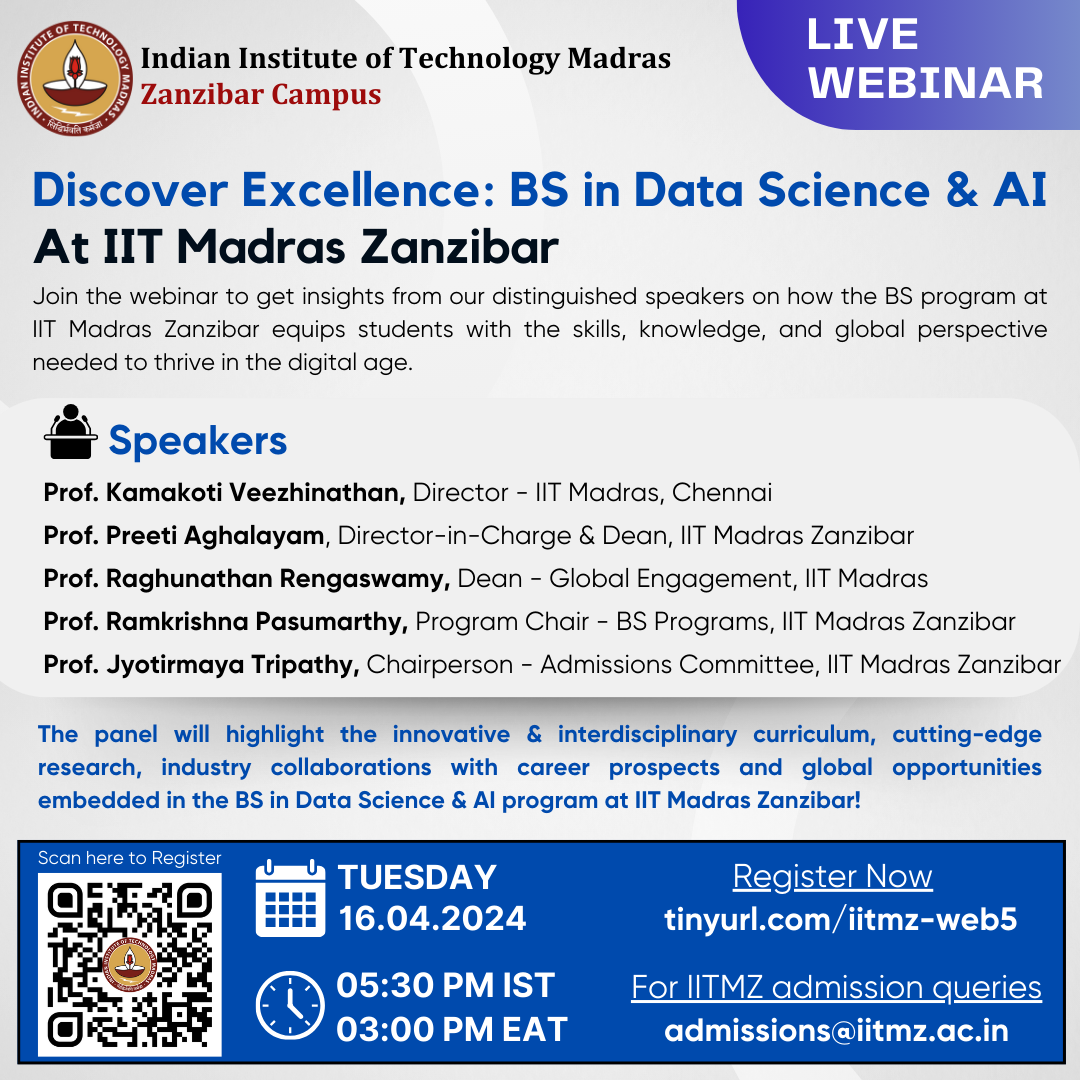 INDIAN INSTITUTE OF TECHNOLOGY MADRAS
सिद्धिर्भवति कर्मजा
Indian Institute of Technology Madras
Zanzibar Campus
LIVE
WEBINAR
Discover Excellence: BS in Data Science & AI
At IIT Madras Zanzibar
Join the webinar to get insights from our distinguished speakers on how the BS program at
IIT Madras Zanzibar equips students with the skills, knowledge, and global perspective
needed to thrive in the digital age.
Speakers
Prof. Kamakoti Veezhinathan, Director - IIT Madras, Chennai
Prof. Preeti Aghalayam, Director-in-Charge & Dean, IIT Madras Zanzibar
Prof. Raghunathan Rengaswamy, Dean - Global Engagement, IIT Madras
Prof. Ramkrishna Pasumarthy, Program Chair - BS Programs, IIT Madras Zanzibar
Prof. Jyotirmaya Tripathy, Chairperson - Admissions Committee, IIT Madras Zanzibar
The panel will highlight the innovative & interdisciplinary curriculum, cutting-edge
research, industry collaborations with career prospects and global opportunities
embedded in the BS in Data Science & AI program at IIT Madras Zanzibar!
Scan here to Register
TUESDAY
16.04.2024
05:30 PM IST
03:00 PM EAT
Register Now
tinyurl.com/iitmz-web5
For IITMZ admission queries
admissions@iitmz.ac.in